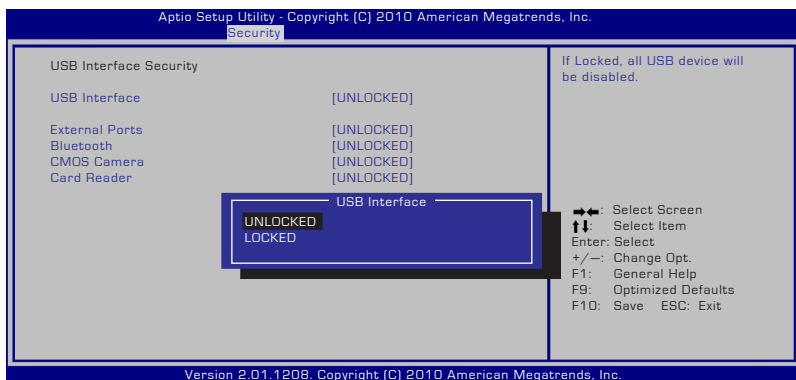 Aptio Setup Utility - Copyright (C) 2010 American Megatrends, Inc.
Security
USB Interface Security
USB Interface [UNLOCKED]
External Ports [UNLOCKED]
Bluetooth [UNLOCKED]
CMOS Camera [UNLOCKED]
Card Reader [UNLOCKED]
USB Interface
UNLOCKED
LOCKED
If Locked, all USB device will
be disabled.
→←: Select Screen
↑↓: Select Item
Enter: Select
+/—: Change Opt.
F1: General Help
F9: Optimized Defaults
F10: Save ESC: Exit
Version 2.01.1208. Copyright (C) 2010 American Megatrends, Inc.